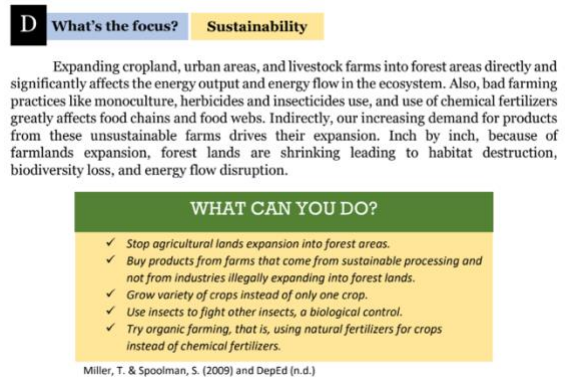 D What’s the focus? Sustainability
Expanding cropland, urban areas, and livestock farms into forest areas directly and
significantly affects the energy output and energy flow in the ecosystem. Also, bad farming
practices like monoculture, herbicides and insecticides use, and use of chemical fertilizers
greatly affects food chains and food webs. Indirectly, our increasing demand for products
from these unsustainable farms drives their expansion. Inch by inch, because of
farmlands expansion, forest lands are shrinking leading to habitat destruction,
biodiversity loss, and energy flow disruption.
WHAT CAN YOU DO?
✓ Stop agricultural lands expansion into forest areas.
✓ Buy products from farms that come from sustainable processing and
not from industries illegally expanding into forest lands.
✓ Grow variety of crops instead of only one crop.
✓ Use insects to fight other insects, a biological control.
✓ Try organic farming, that is, using natural fertilizers for crops
instead of chemical fertilizers.
Miller, T. & Spoolman, S. (2009) and DepEd (n.d.)